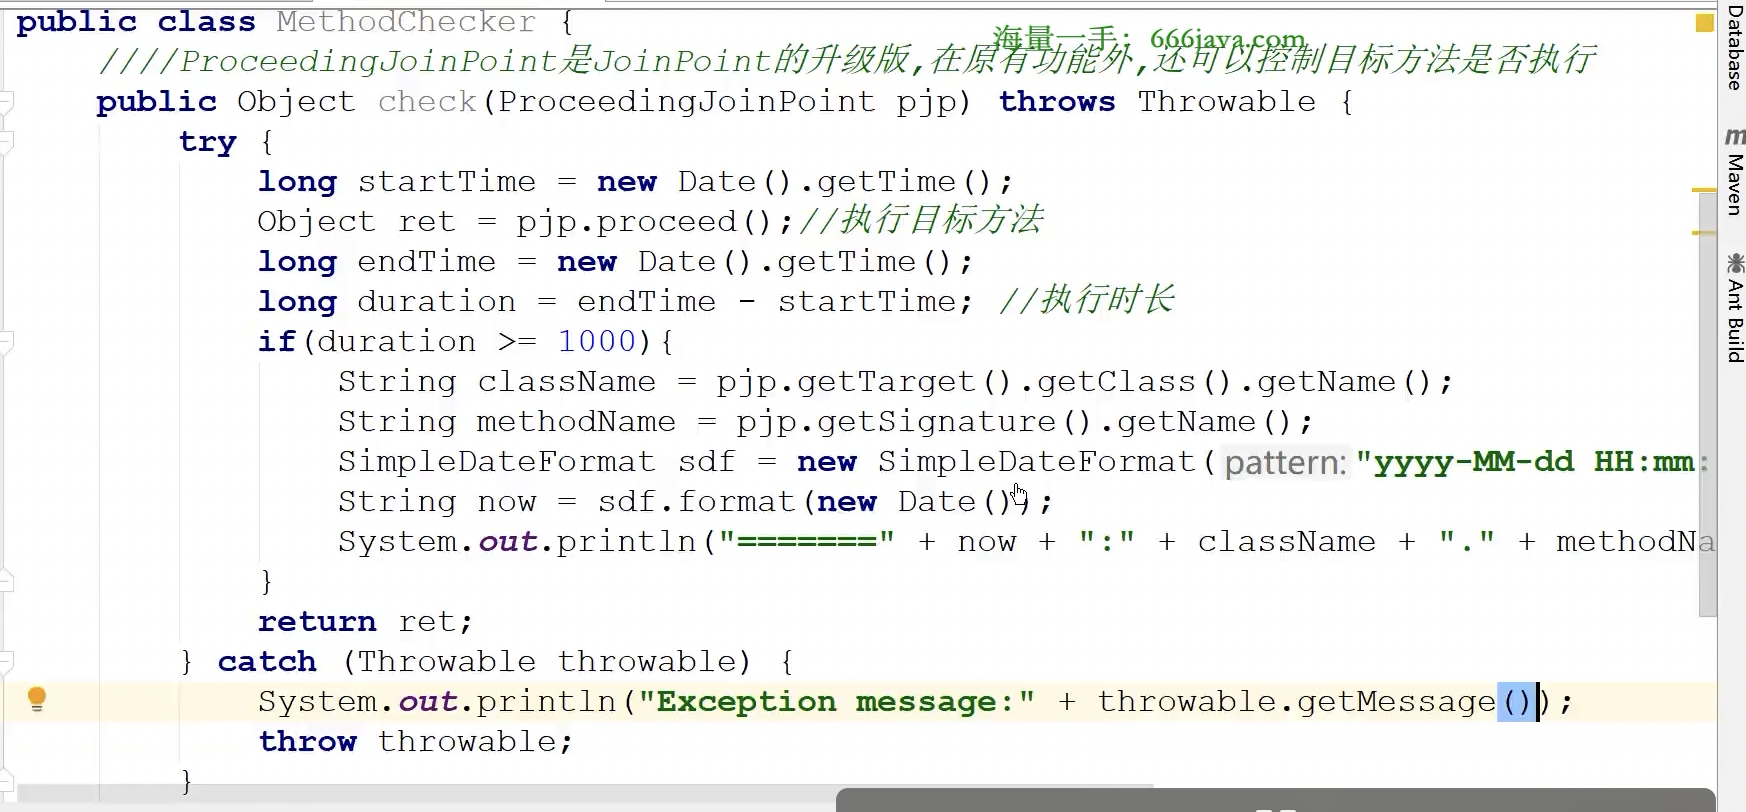 public class MethodChecker {
海量一手：666java.com
////ProceedingJoinPoint是JoinPoint的升级版,在原有功能外,还可以控制目标方法是否执行
public Object check(ProceedingJoinPoint pjp) throws Throwable {
try {
long startTime = new Date().getTime();
Object ret = pjp.proceed();//执行目标方法
long endTime = new Date().getTime();
long duration = endTime - startTime; //执行时长
if(duration >= 1000){
String className = pjp.getTarget().getClass().getName();
String methodName = pjp.getSignature().getName();
SimpleDateFormat sdf = new SimpleDateFormat( pattern: "yyyy-MM-dd HH:mm:
String now = sdf.format(new Date());
System.out.println("=======" + now + ":" + className + "." + methodNa
}
return ret;
} catch (Throwable throwable) {
System.out.println("Exception message:" + throwable.getMessage());
throw throwable;
}
Database
m Maven
Ant Build